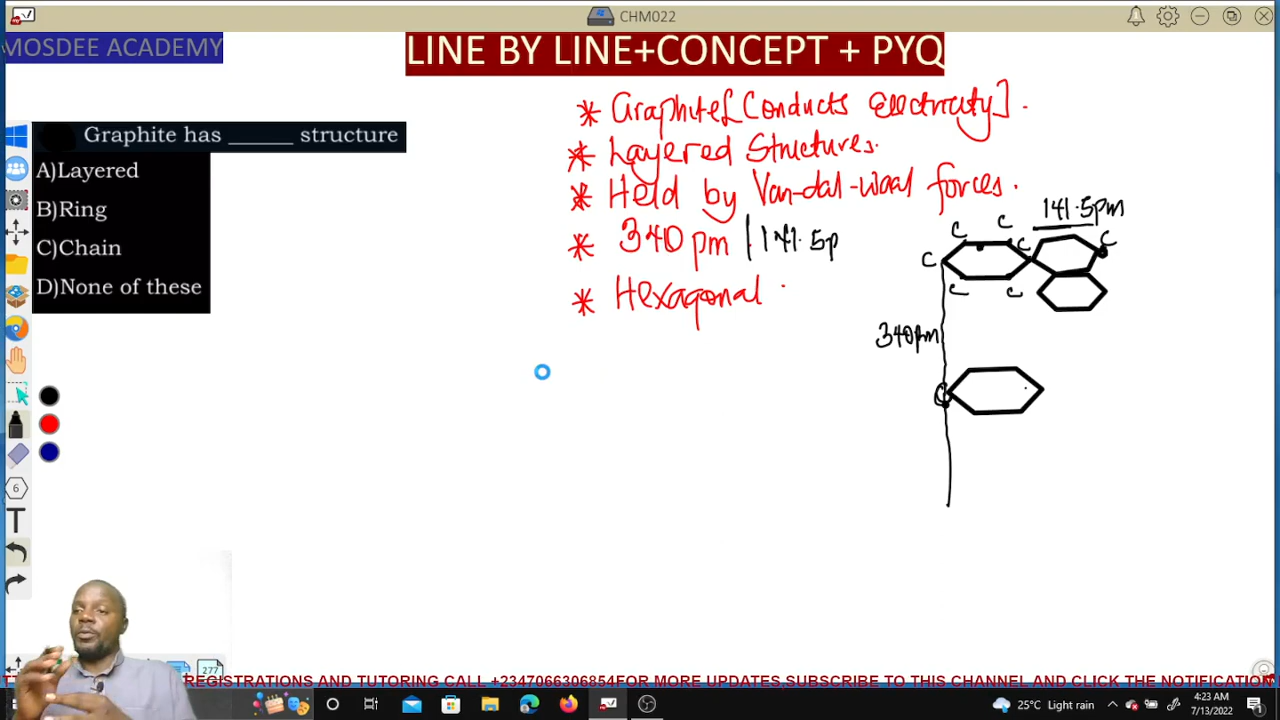 CHM022
MOSDEE ACADEMY
LINE BY LINE+CONCEPT + PYQ
Graphite has ______ structure
A)Layered
B)Ring
C)Chain
D)None of these
* Graphite[Conducts Electricity].
* Layered Structures.
* Held by Van-dal-waal forces.
* 340 pm | 141.5p
* Hexagonal .
141.5pm
C C C C
C
C C
340pm
C
6
T
277
REGISTRATIONS AND TUTORING CALL +2347066306854FOR MORE UPDATES,SUBSCRIBE TO THIS CHANNEL AND CLICK THE NOTIFICATION
25°C Light rain
4:23 AM
7/13/2022